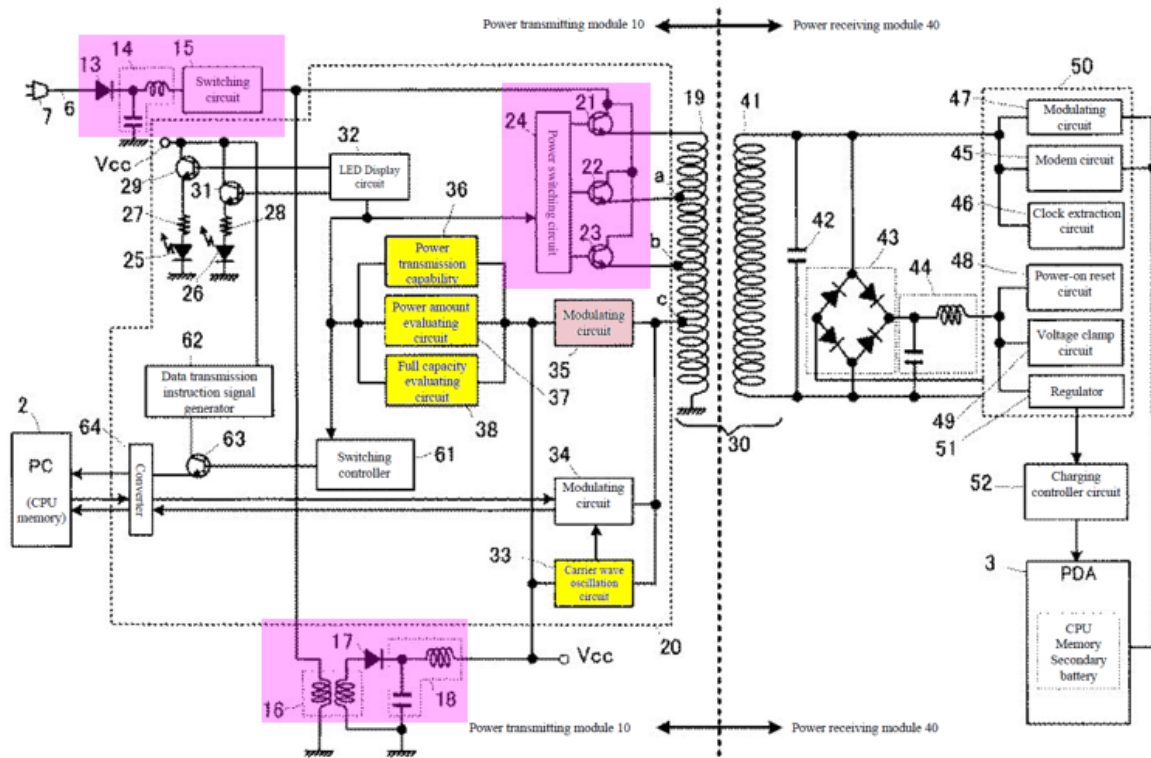 Power transmitting module 10
Power receiving module 40
13
14
15
Switching
circuit
6
7
Vcc
29
31
27
28
25
26
32
LED Display
circuit
24
Power switching circuit
21
22
23
19
41
a
b
c
30
36
Power
transmission
capability
Power amount
evaluating circuit
37
Full capacity
evaluating
circuit
38
Modulating
circuit
35
62
Data transmission
instruction signal
generator
2
PC
(CPU
memory)
64
Converter
63
Switching
controller
61
34
Modulating
circuit
33
Carrier wave
oscillation
circuit
20
16
17
18
Vcc
42
43
44
50
47
Modulating
circuit
45
Modem circuit
46
Clock extraction
circuit
48
Power-on reset
circuit
Voltage clamp
circuit
49
Regulator
51
52
Charging
controller circuit
3
PDA
CPU
Memory
Secondary
battery
Power transmitting module 10
Power receiving module 40